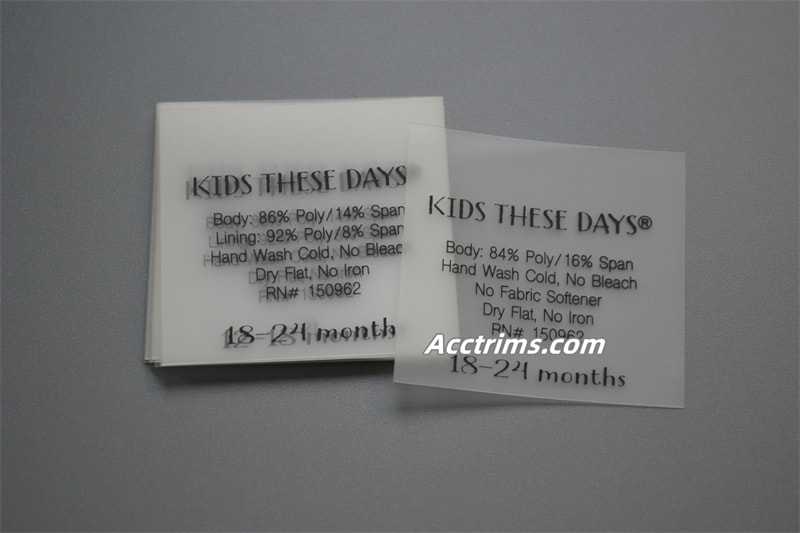 KIDS THESE DAYS
Body: 86% Poly/14% Span
Lining: 92% Poly/8% Span
Hand Wash Cold, No Bleac
Dry Flat, No Iron
RN# 150962
18-24 months
KIDS THESE DAYS®
Body: 84% Poly/16% Span
Hand Wash Cold, No Bleach
No Fabric Softener
Dry Flat, No Iron
RN# 150962
Acctrims.com
18-24 months